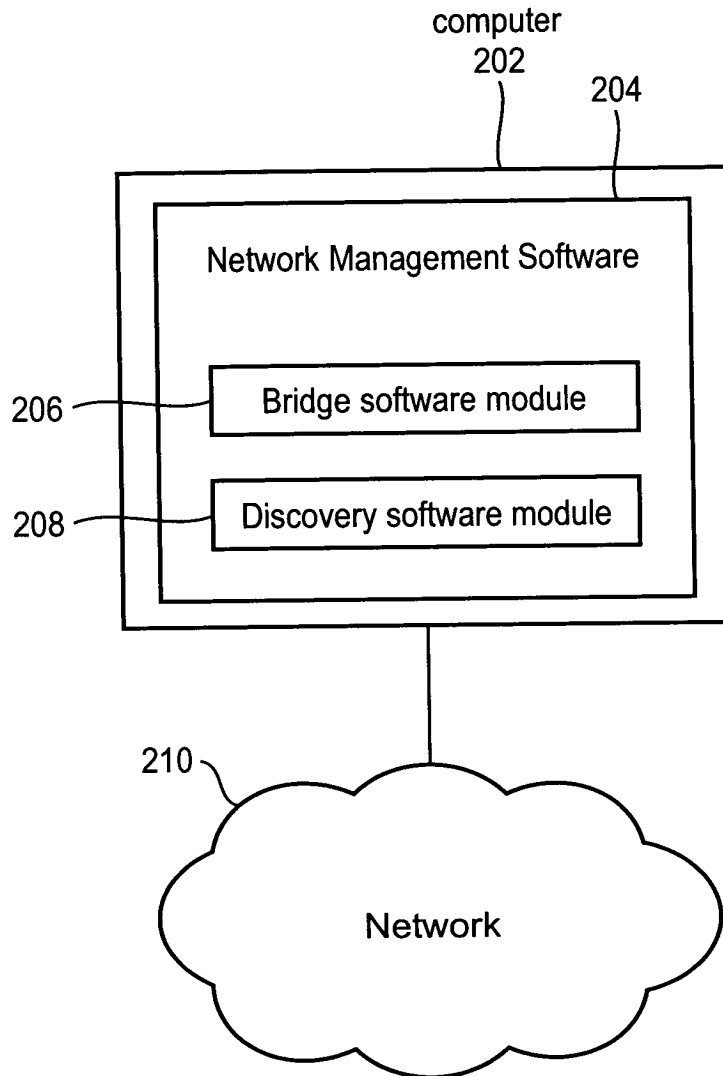 computer
202
204
Network Management Software
206
Bridge software module
208
Discovery software module
210
Network